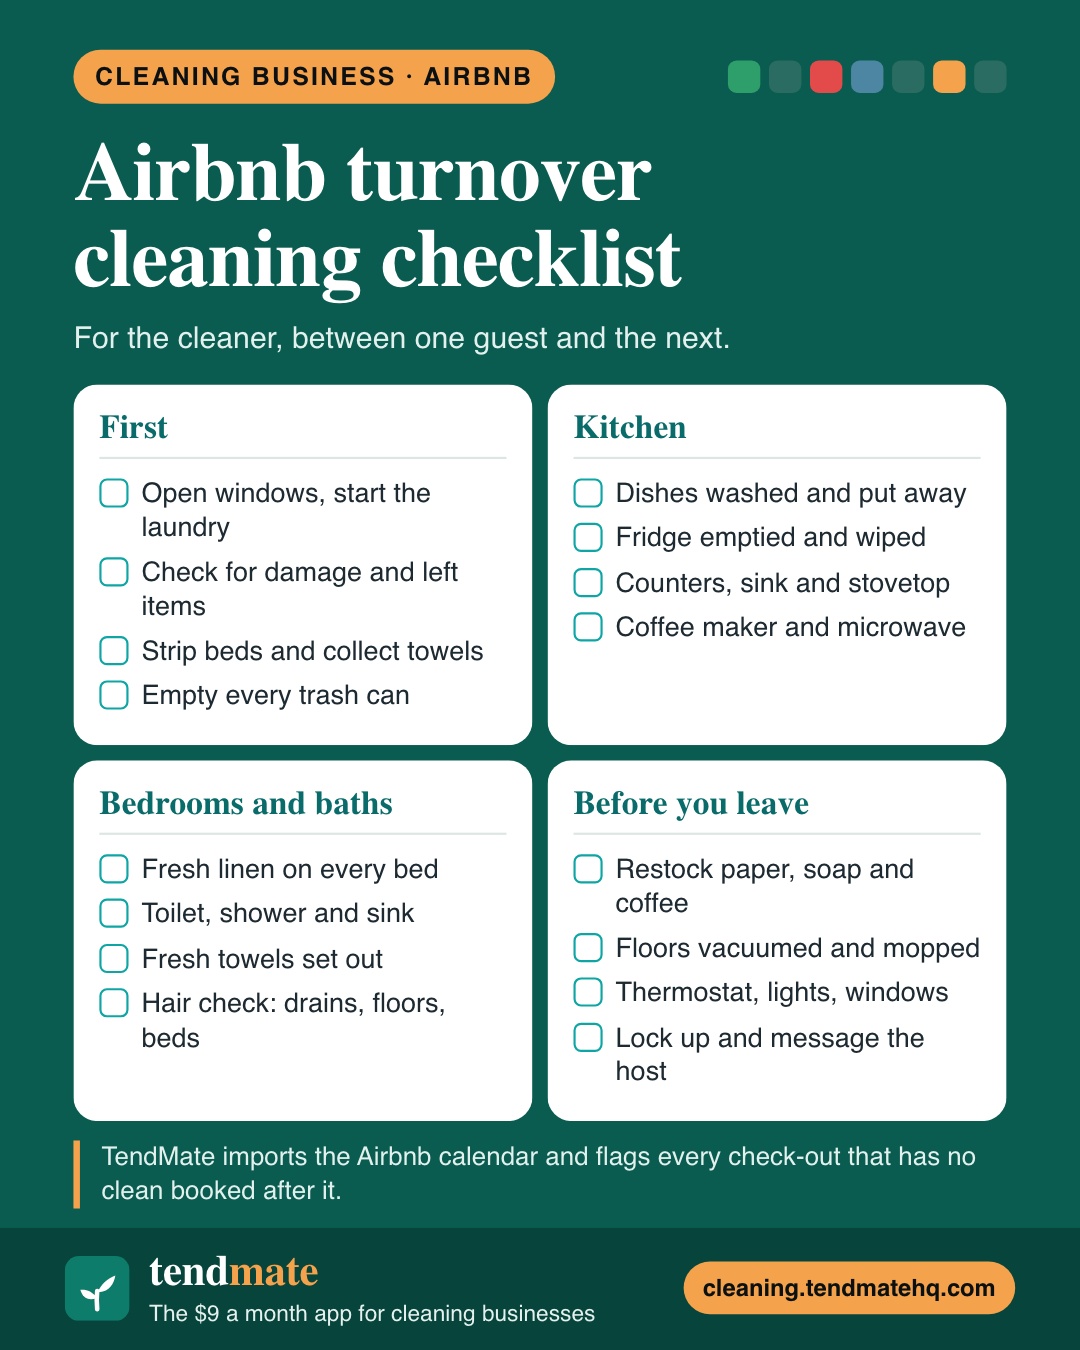 CLEANING BUSINESS · AIRBNB
Airbnb turnover
cleaning checklist
For the cleaner, between one guest and the next.
First
Open windows, start the
laundry
Check for damage and left
items
Strip beds and collect towels
Empty every trash can
Kitchen
Dishes washed and put away
Fridge emptied and wiped
Counters, sink and stovetop
Coffee maker and microwave
Bedrooms and baths
Fresh linen on every bed
Toilet, shower and sink
Fresh towels set out
Hair check: drains, floors,
beds
Before you leave
Restock paper, soap and
coffee
Floors vacuumed and mopped
Thermostat, lights, windows
Lock up and message the
host
TendMate imports the Airbnb calendar and flags every check-out that has no
clean booked after it.
tendmate
The $9 a month app for cleaning businesses
cleaning.tendmatehq.com